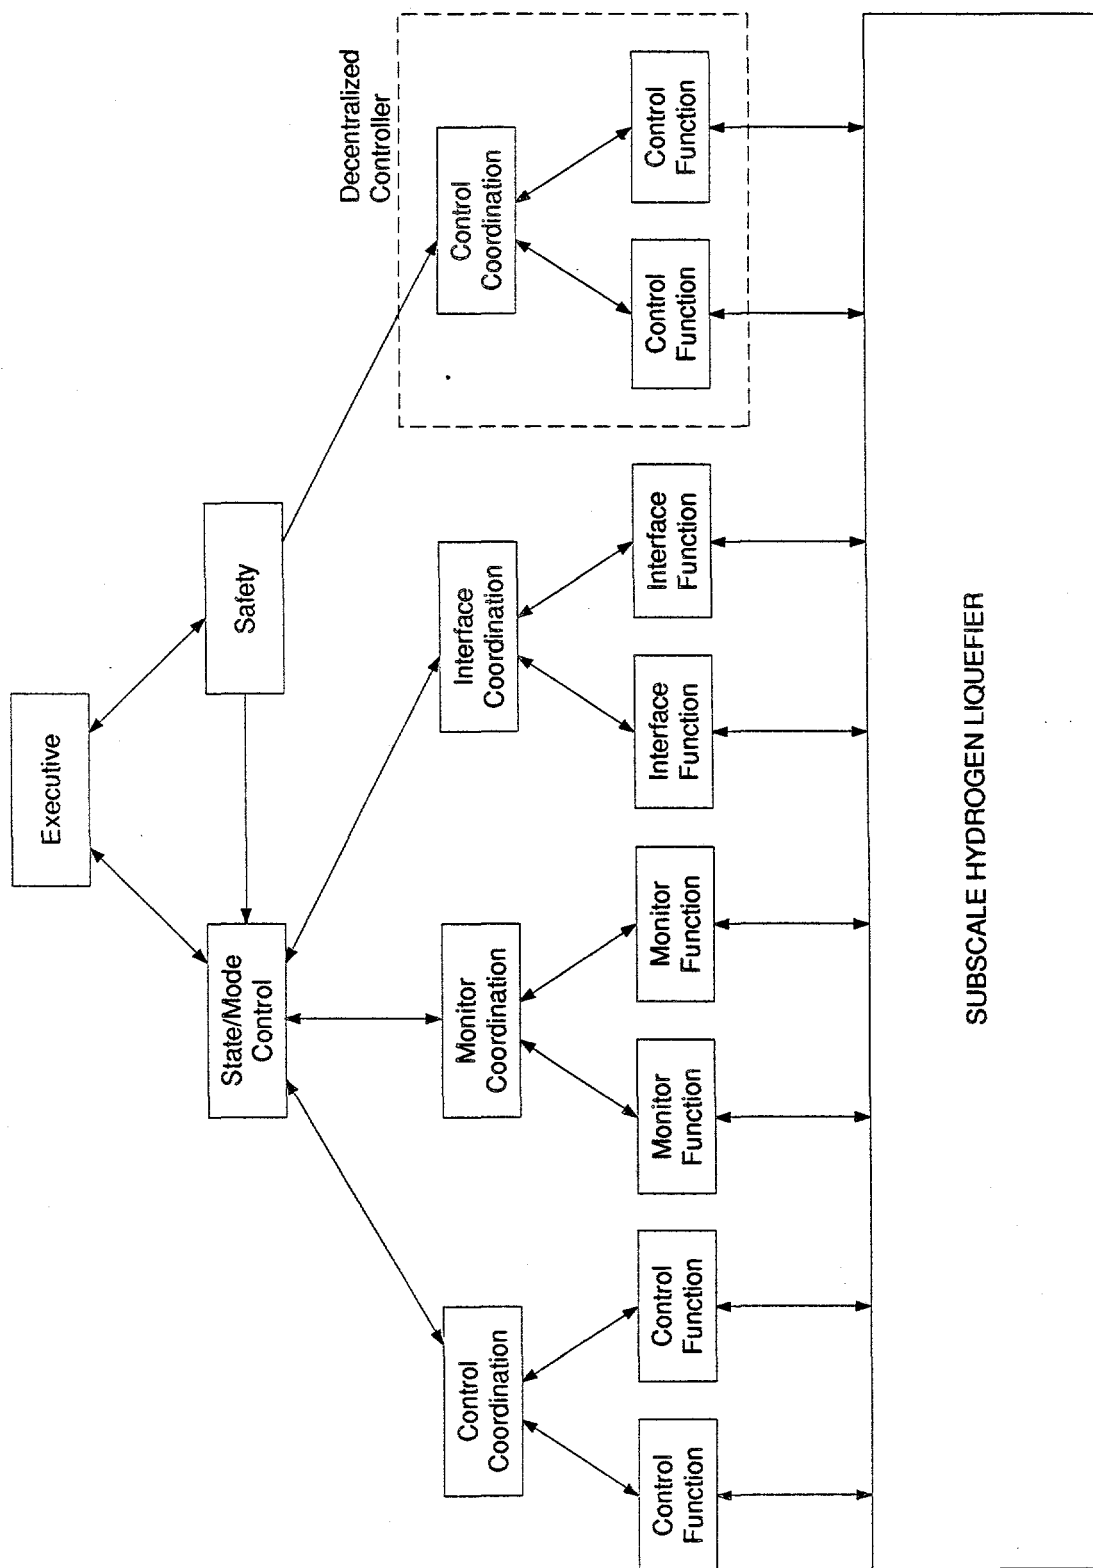 Executive
State/Mode
Control
Safety
Decentralized
Controller
Control
Coordination
Monitor
Coordination
Interface
Coordination
Control
Coordination
Control
Function
Control
Function
Monitor
Function
Monitor
Function
Interface
Function
Interface
Function
Control
Function
Control
Function
SUBSCALE HYDROGEN LIQUEFIER